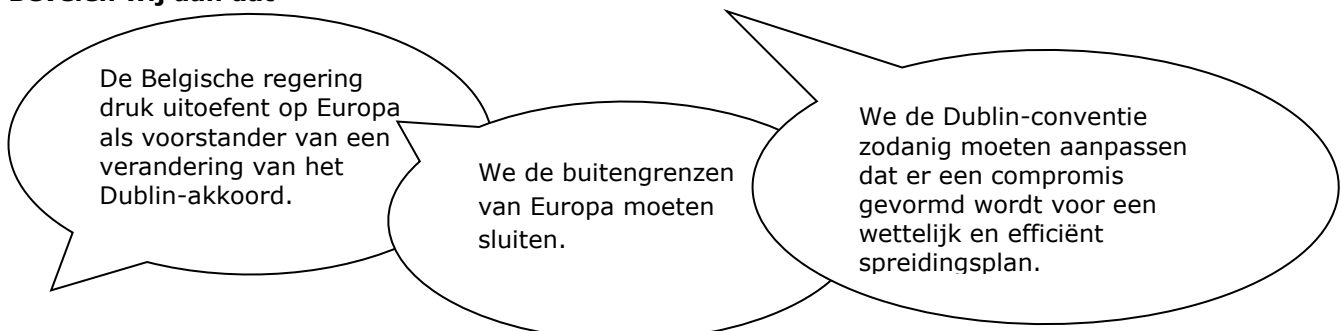 Bevelen wij aan dat
De Belgische regering
druk uitoefent op Europa
als voorstander van een
verandering van het
Dublin-akkoord.
We de buitengrenzen
van Europa moeten
sluiten.
We de Dublin-conventie
zodanig moeten aanpassen
dat er een compromis
gevormd wordt voor een
wettelijk en efficiënt
spreidingsplan.